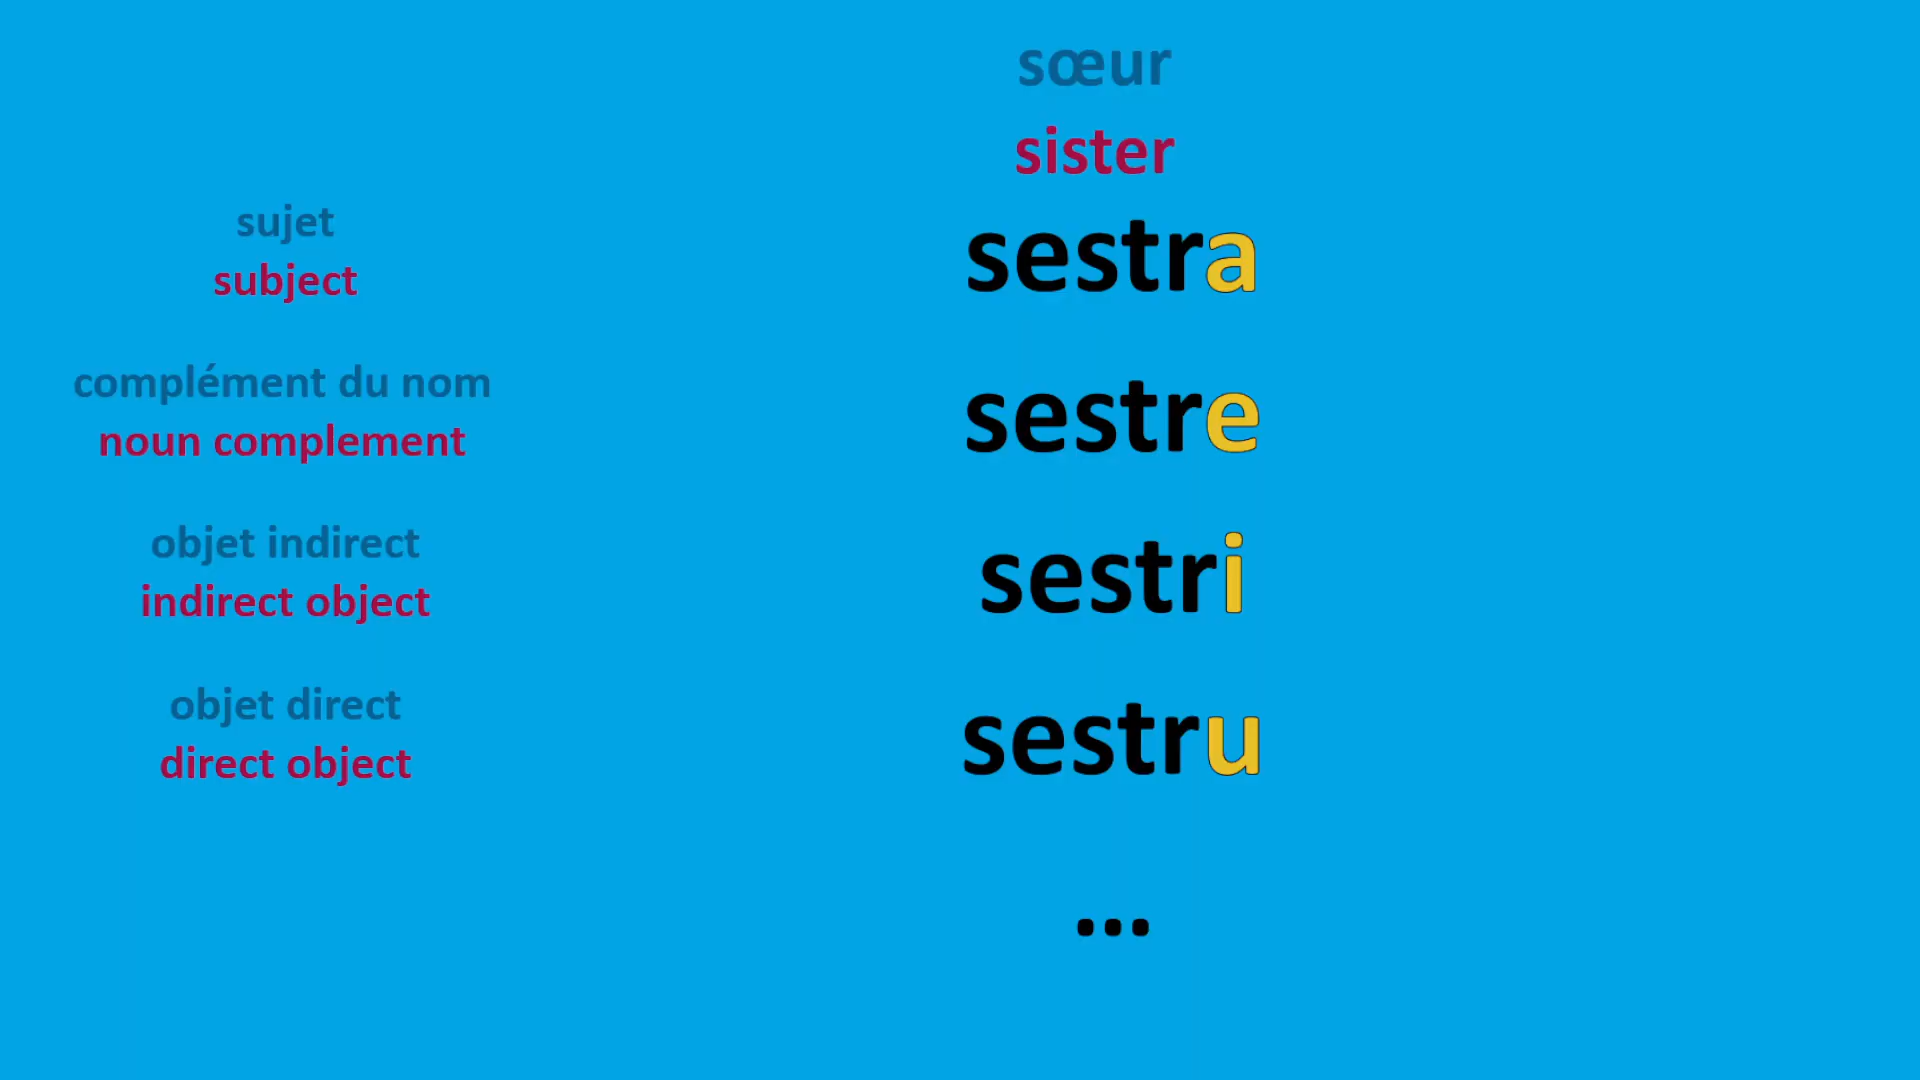 sœur
sister
sujet
subject
sestra
complément du nom
noun complement
sestre
objet indirect
indirect object
sestri
objet direct
direct object
sestru
...